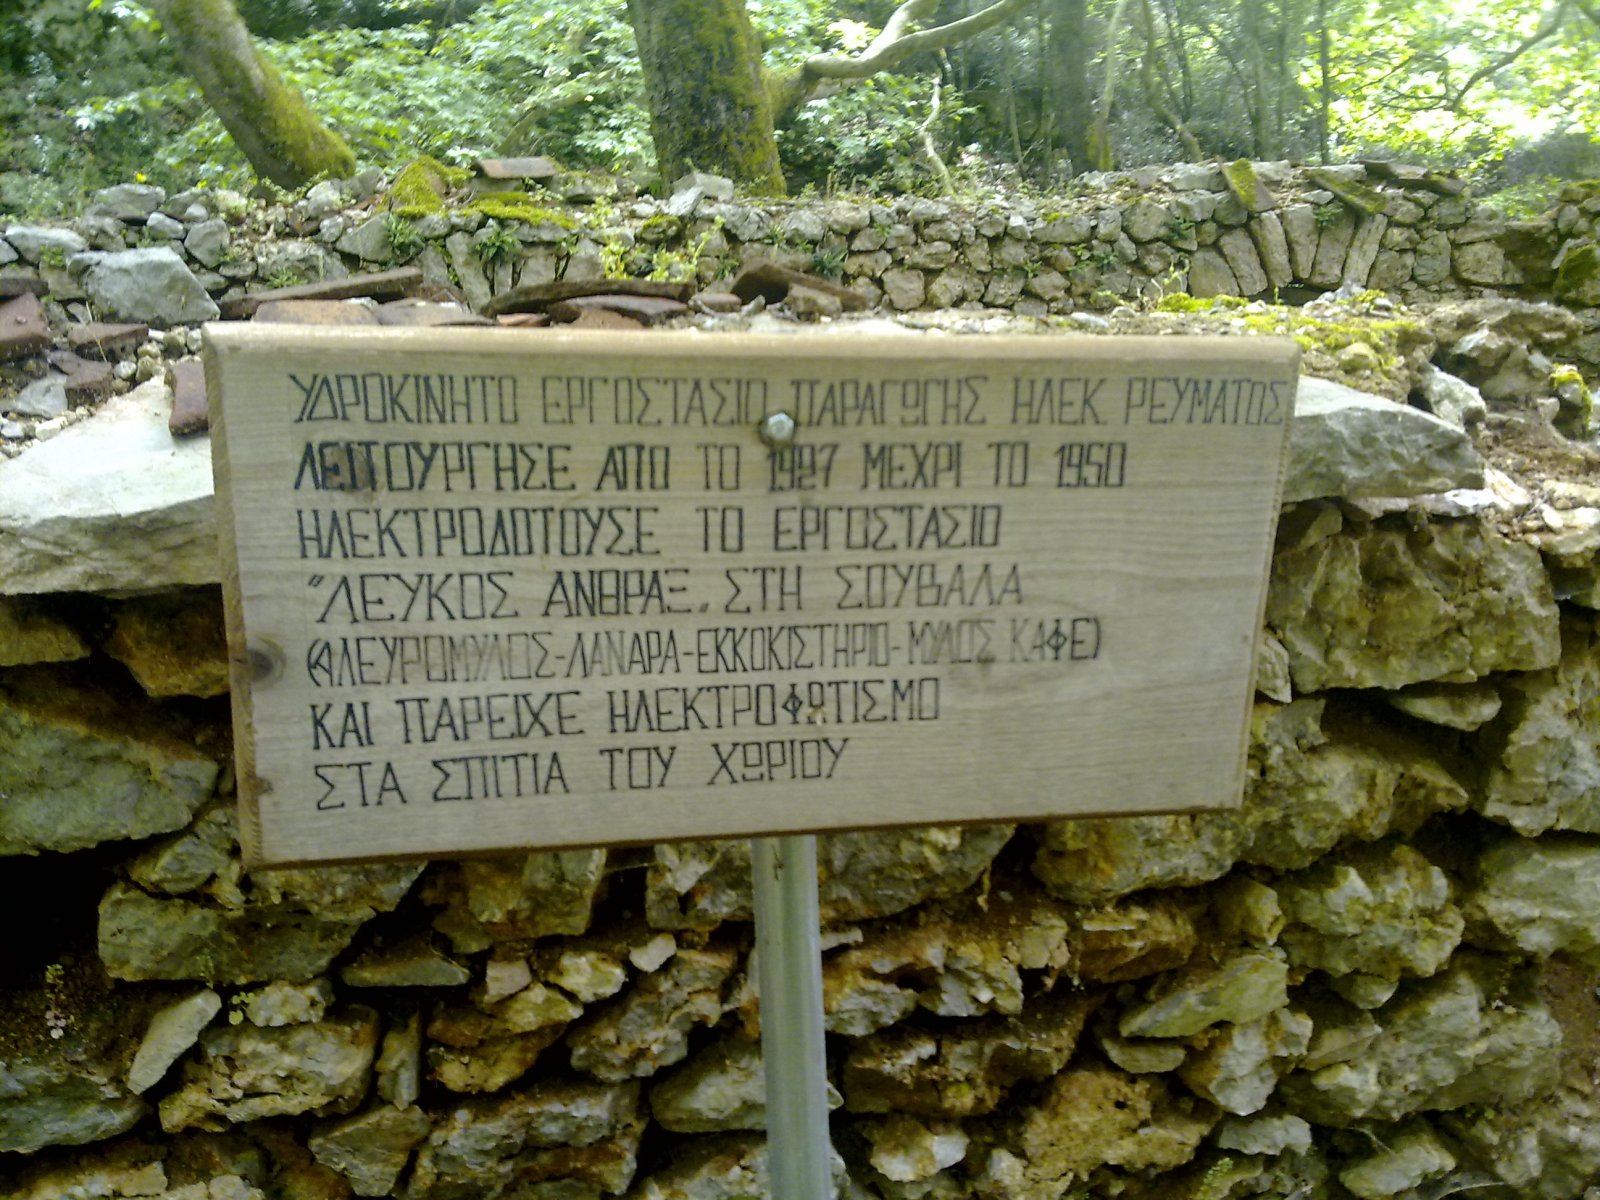 ΥΔΡΟΚΙΝΗΤΟ ΕΡΓΟΣΤΑΣΙΟ ΠΑΡΑΓΩΓΗΣ ΗΛΕΚ. ΡΕΥΜΑΤΟΣ
ΛΕΙΤΟΥΡΓΗΣΕ ΑΠΟ ΤΟ 1927 ΜΕΧΡΙ ΤΟ 1950
ΗΛΕΚΤΡΟΔΟΤΟΥΣΕ ΤΟ ΕΡΓΟΣΤΑΣΙΟ
"ΛΕΥΚΟΣ ΑΝΘΡΑΞ„ ΣΤΗ ΣΟΥΒΑΛΑ
(ΑΛΕΥΡΟΜΥΛΟΣ-ΛΑΝΑΡΑ-ΕΚΚΟΚΙΣΤΗΡΙΟ-ΜΥΛΟΣ ΚΑΦΕ)
ΚΑΙ ΠΑΡΕΙΧΕ ΗΛΕΚΤΡΟΦΩΤΙΣΜΟ
ΣΤΑ ΣΠΙΤΙΑ ΤΟΥ ΧΩΡΙΟΥ